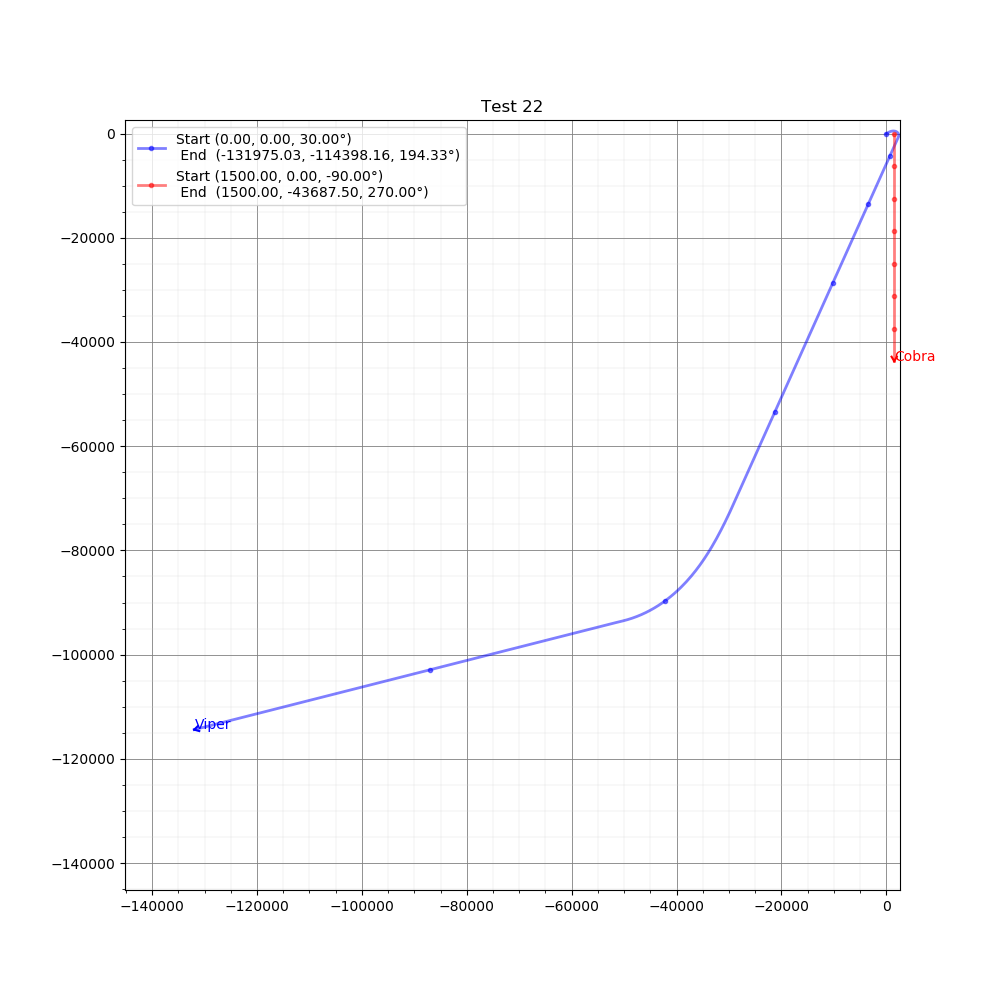 Test 22
Start (0.00, 0.00, 30.00°)
End (-131975.03, -114398.16, 194.33°)
Start (1500.00, 0.00, -90.00°)
End (1500.00, -43687.50, 270.00°)
0
−20000
−40000
−60000
−80000
−100000
−120000
−140000
Cobra
Viper
−140000 −120000 −100000 −80000 −60000 −40000 −20000 0